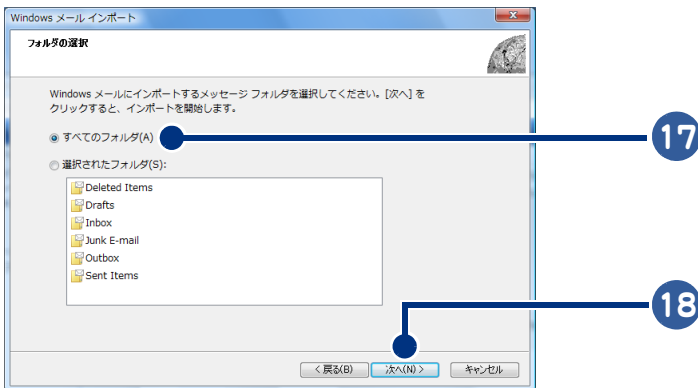 Windows メール インポート
フォルダの選択
Windows メールにインポートするメッセージ フォルダを選択してください。[次へ] を
クリックすると、インポートを開始します。
すべてのフォルダ(A)
17
選択されたフォルダ(S):
Deleted Items
Drafts
Inbox
Junk E-mail
Outbox
Sent Items
18
< 戻る(B)
次へ(N) >
キャンセル